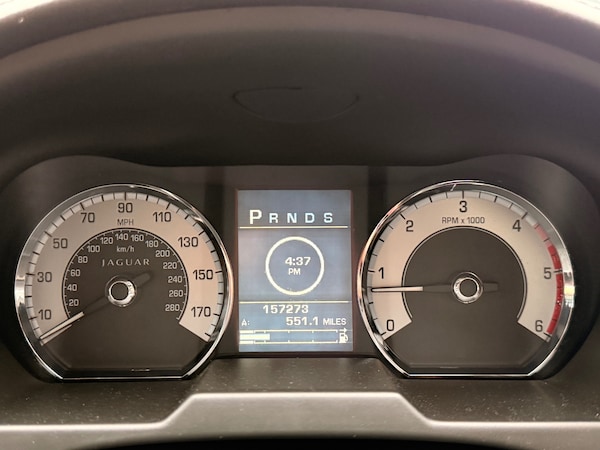 10 30 50 70 90 110 130 150 170
MPH
20 40 60 80 100 120 140 160 180 200 220 240 260
km/h
JAGUAR
P R N D S
4:37
PM
157273
A: 551.1 MILES
0 1 2 3 4 5 6
RPM x 1000